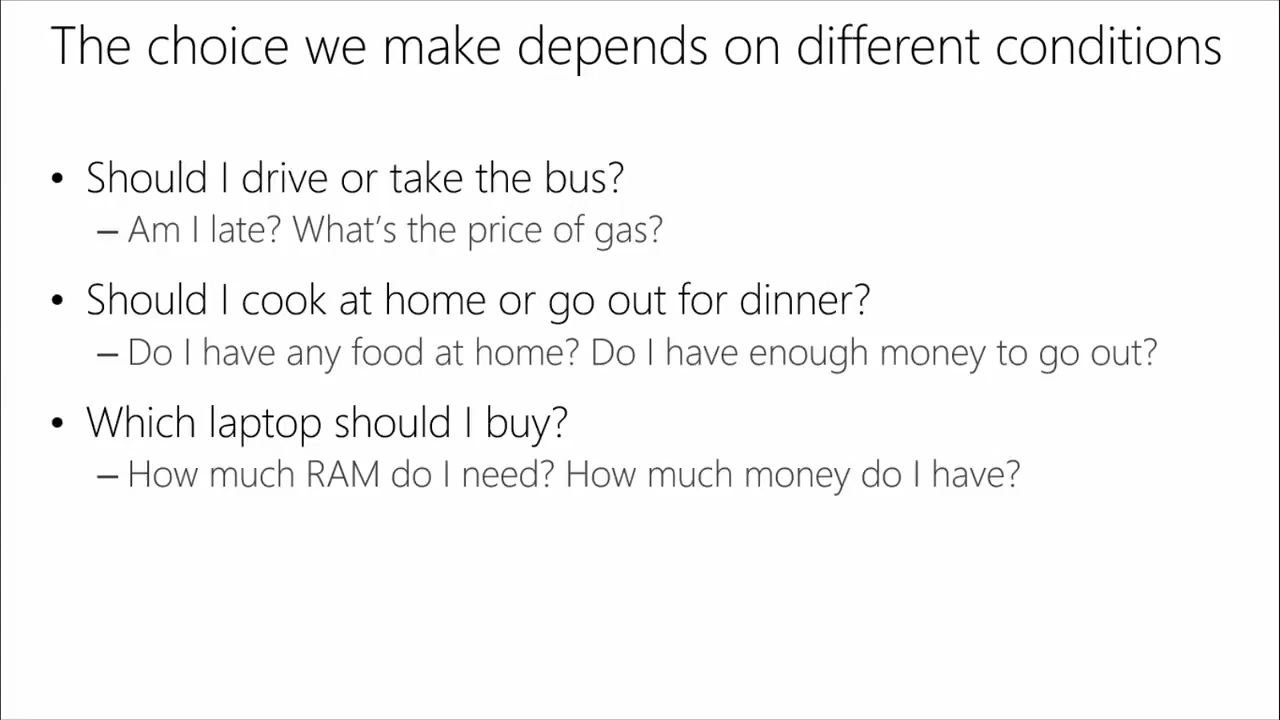 The choice we make depends on different conditions
• Should I drive or take the bus?
– Am I late? What's the price of gas?
• Should I cook at home or go out for dinner?
– Do I have any food at home? Do I have enough money to go out?
• Which laptop should I buy?
– How much RAM do I need? How much money do I have?